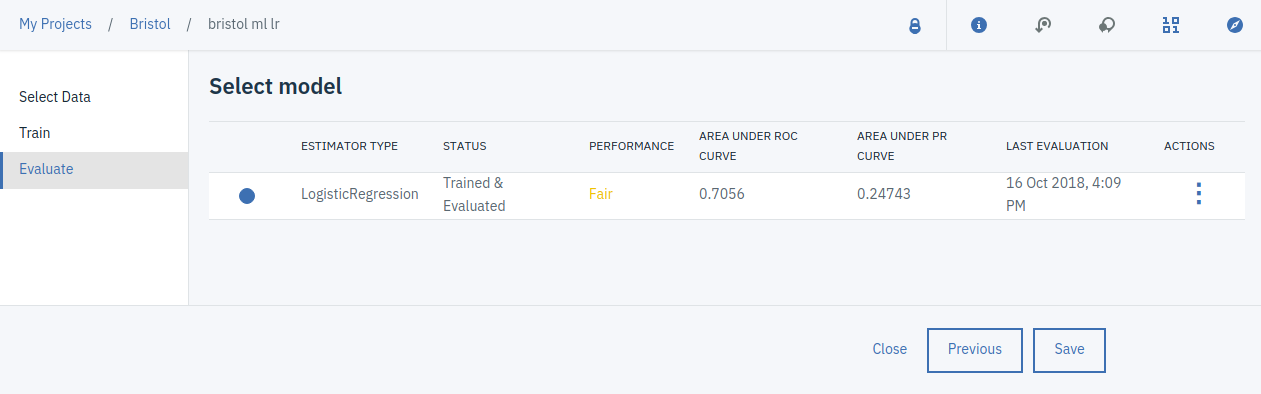 My Projects / Bristol / bristol ml lr
Select Data
Train
Evaluate
Select model
ESTIMATOR TYPE STATUS PERFORMANCE AREA UNDER ROC CURVE AREA UNDER PR CURVE LAST EVALUATION ACTIONS
LogisticRegression Trained & Evaluated Fair 0.7056 0.24743 16 Oct 2018, 4:09 PM
Close Previous Save